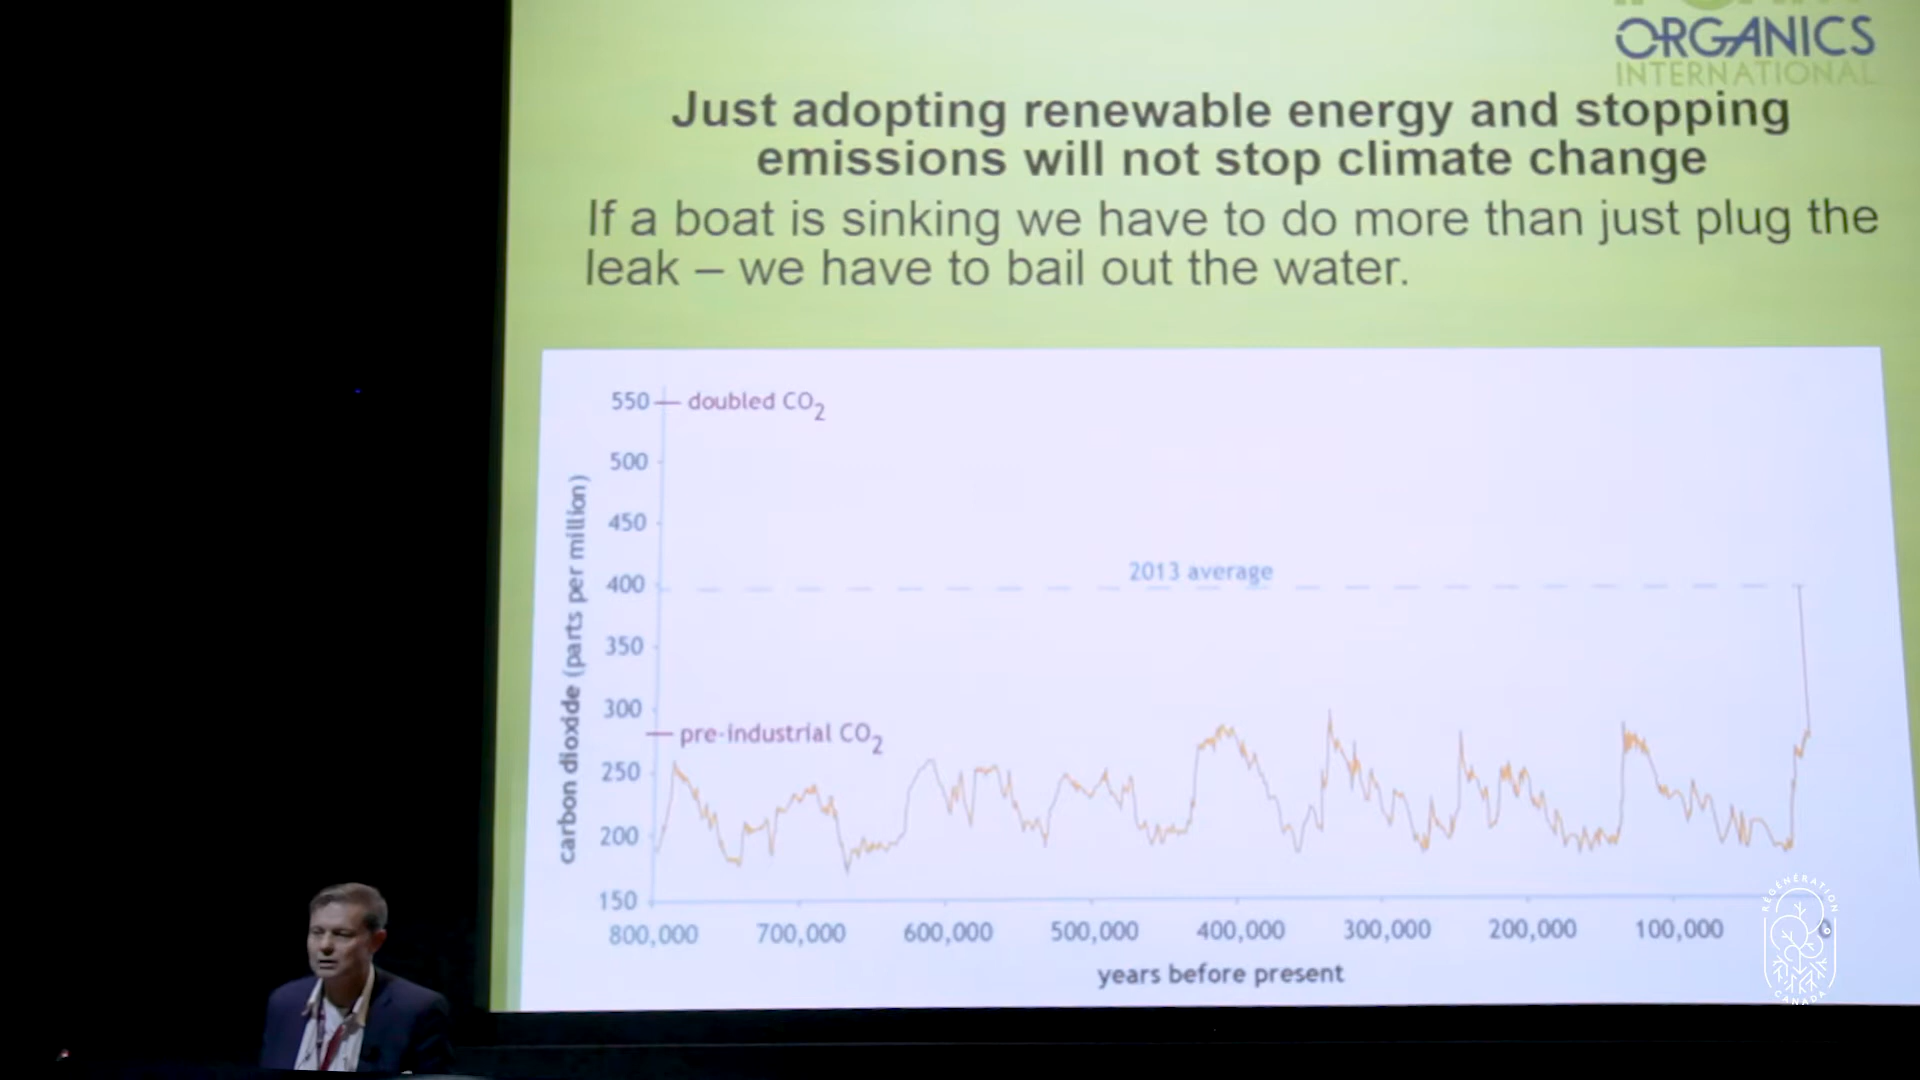 ORGANICS
INTERNATIONAL
Just adopting renewable energy and stopping
emissions will not stop climate change
If a boat is sinking we have to do more than just plug the
leak – we have to bail out the water.
carbon dioxide (parts per million)
550
doubled CO₂
500
450
400
2013 average
350
300
pre-industrial CO₂
250
200
150
800,000
700,000
600,000
500,000
400,000
300,000
200,000
100,000
0
years before present
REGENERATION
CANADA